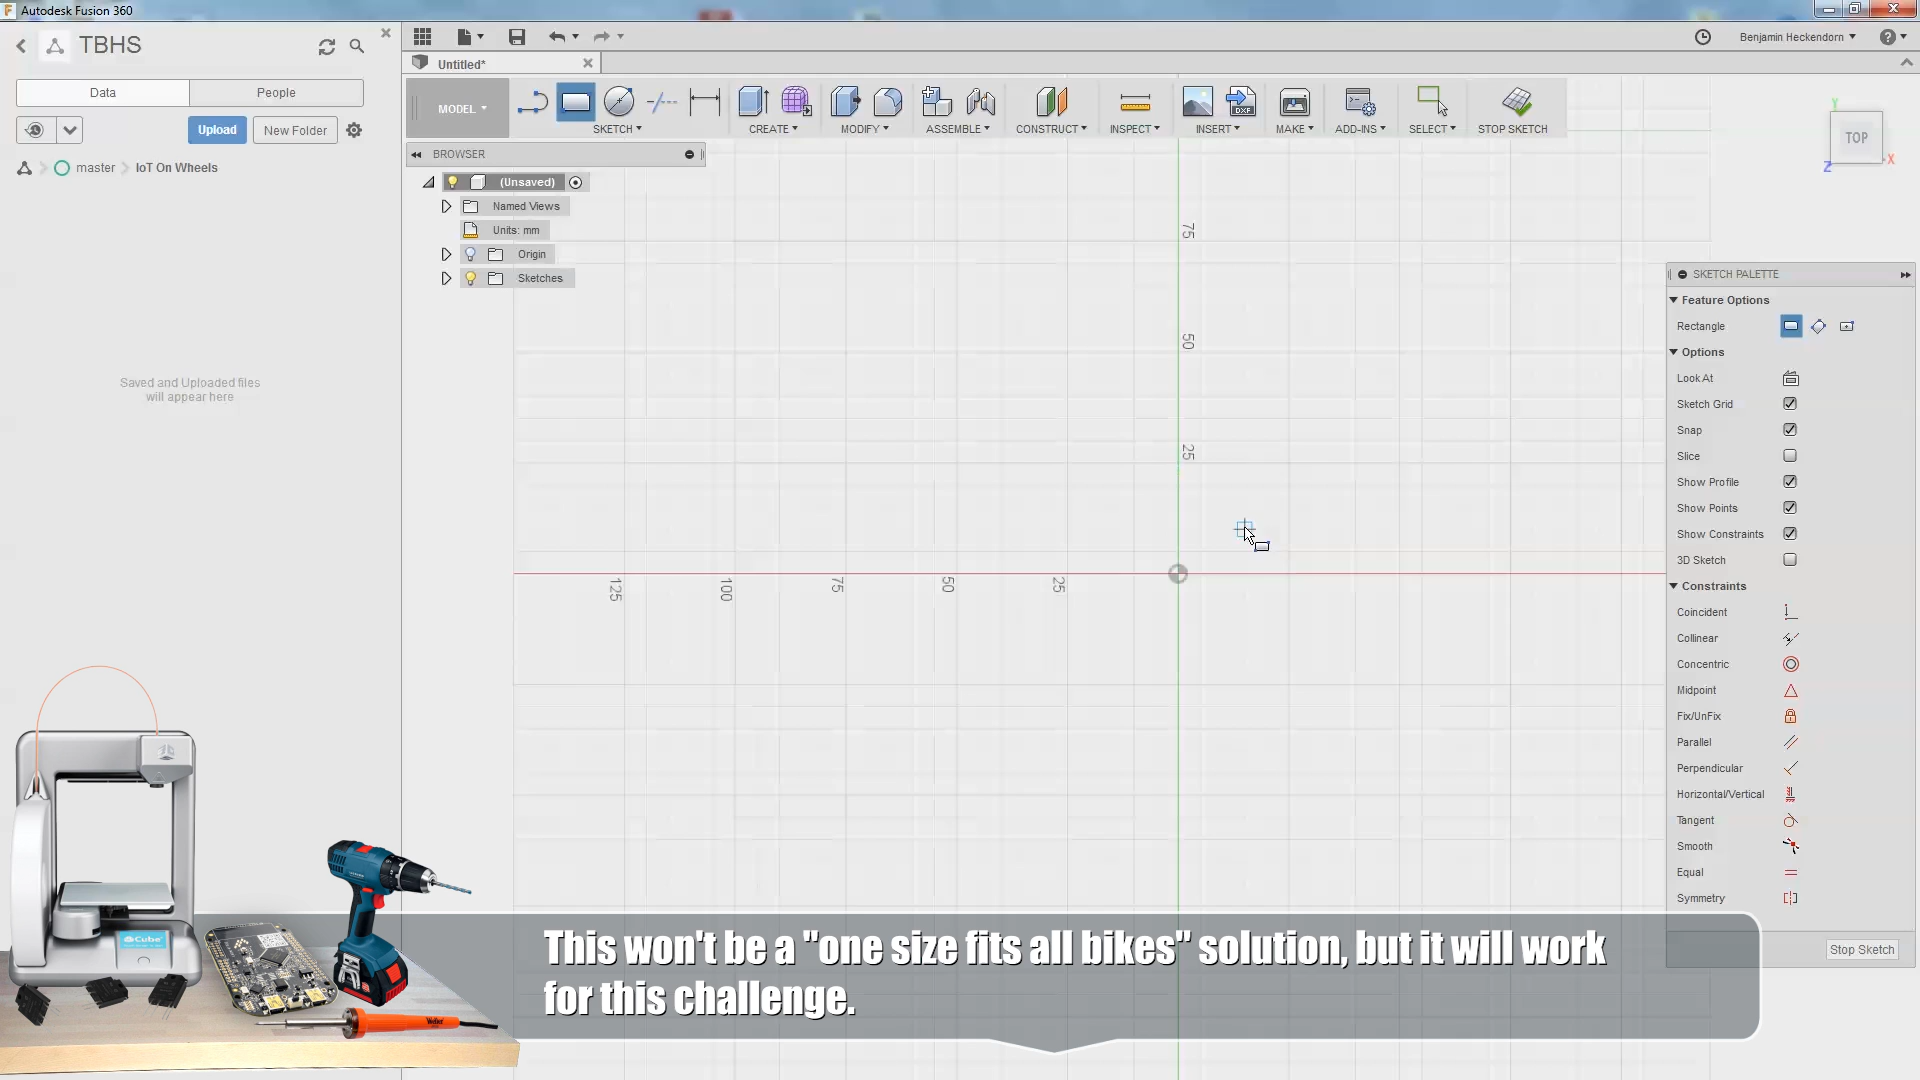 Autodesk Fusion 360
TBHS
Data
People
Upload
New Folder
master
IoT On Wheels
Saved and Uploaded files
will appear here
Benjamin Heckendorn
Untitled*
MODEL
SKETCH
CREATE
MODIFY
ASSEMBLE
CONSTRUCT
INSPECT
INSERT
MAKE
ADD-INS
SELECT
STOP SKETCH
DXF
BROWSER
(Unsaved)
Named Views
Units: mm
Origin
Sketches
TOP
Y
X
Z
75
50
25
125
100
75
50
25
SKETCH PALETTE
Feature Options
Rectangle
Options
Look At
Sketch Grid
Snap
Slice
Show Profile
Show Points
Show Constraints
3D Sketch
Constraints
Coincident
Collinear
Concentric
Midpoint
Fix/UnFix
Parallel
Perpendicular
Horizontal/Vertical
Tangent
Smooth
Equal
Symmetry
Stop Sketch
Cube
Weller
This won't be a "one size fits all bikes" solution, but it will work
for this challenge.